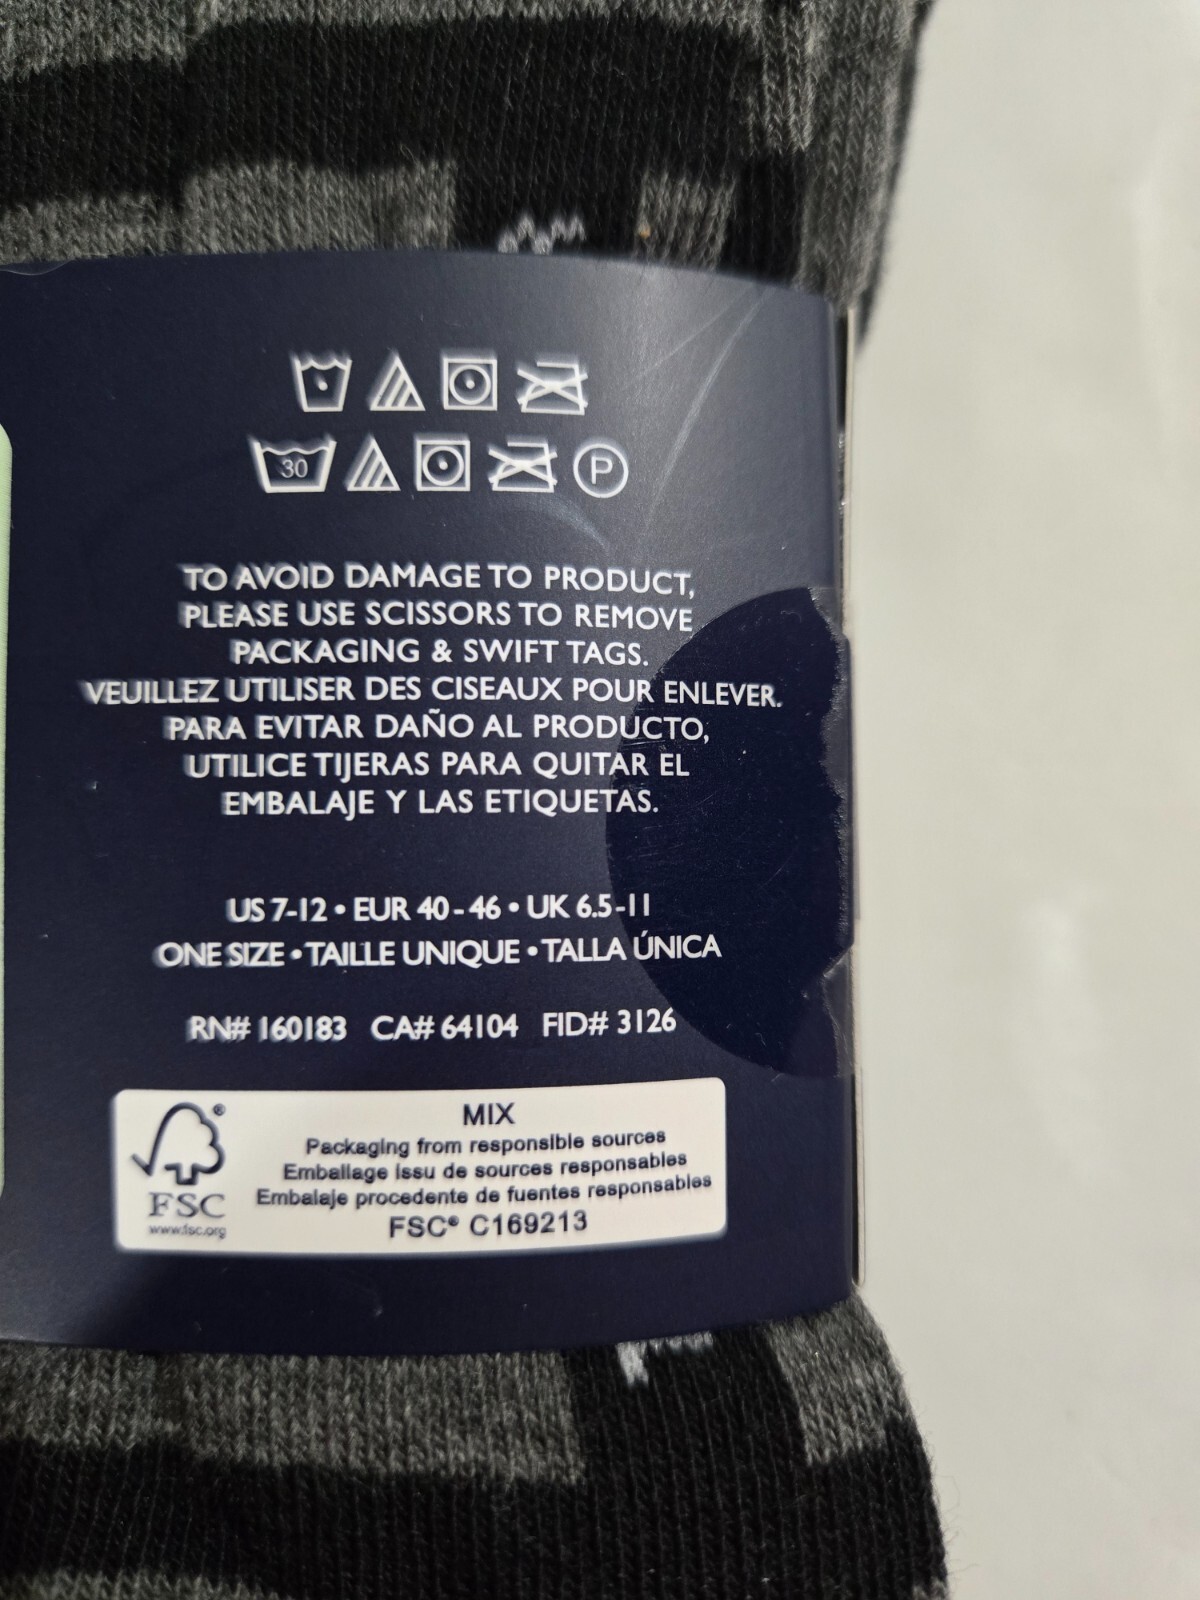 30
P
TO AVOID DAMAGE TO PRODUCT,
PLEASE USE SCISSORS TO REMOVE
PACKAGING & SWIFT TAGS.
VEUILLEZ UTILISER DES CISEAUX POUR ENLEVER.
PARA EVITAR DAÑO AL PRODUCTO,
UTILICE TIJERAS PARA QUITAR EL
EMBALAJE Y LAS ETIQUETAS.
US 7-12 • EUR 40 - 46 • UK 6.5-11
ONE SIZE • TAILLE UNIQUE • TALLA ÚNICA
RN# 160183 CA# 64104 FID# 3126
MIX
Packaging from responsible sources
Emballage issu de sources responsables
Embalaje procedente de fuentes responsables
FSC® C169213
®
FSC
www.fsc.org